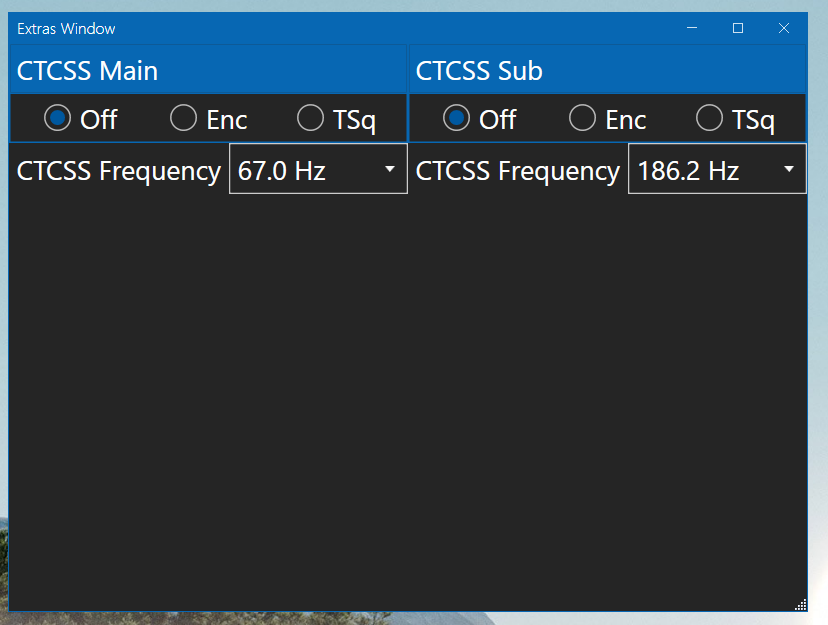 Extras Window
CTCSS Main CTCSS Sub
Off Enc TSq Off Enc TSq
CTCSS Frequency 67.0 Hz CTCSS Frequency 186.2 Hz